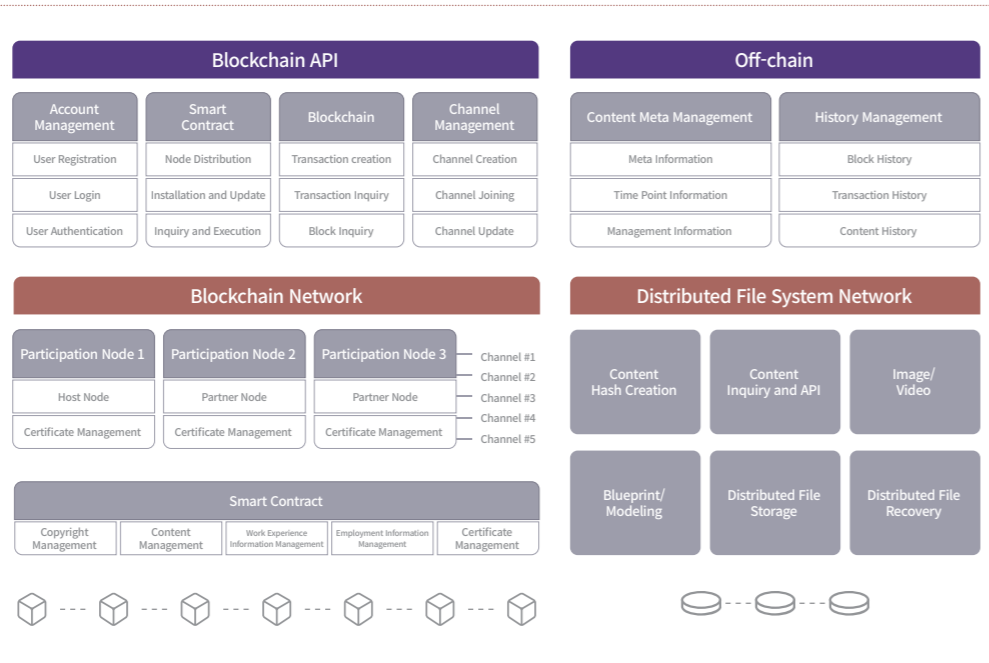 Blockchain API
Account
Management
User Registration
User Login
User Authentication
Smart
Contract
Node Distribution
Installation and Update
Inquiry and Execution
Blockchain
Transaction creation
Transaction Inquiry
Block Inquiry
Channel
Management
Channel Creation
Channel Joining
Channel Update
Off-chain
Content Meta Management
Meta Information
Time Point Information
Management Information
History Management
Block History
Transaction History
Content History
Blockchain Network
Participation Node 1
Host Node
Certificate Management
Participation Node 2
Partner Node
Certificate Management
Participation Node 3
Partner Node
Certificate Management
Channel #1
Channel #2
Channel #3
Channel #4
Channel #5
Smart Contract
Copyright
Management
Content
Management
Work Experience
Information Management
Employment Information
Management
Certificate
Management
Distributed File System Network
Content
Hash Creation
Content
Inquiry and API
Image/
Video
Blueprint/
Modeling
Distributed File
Storage
Distributed File
Recovery